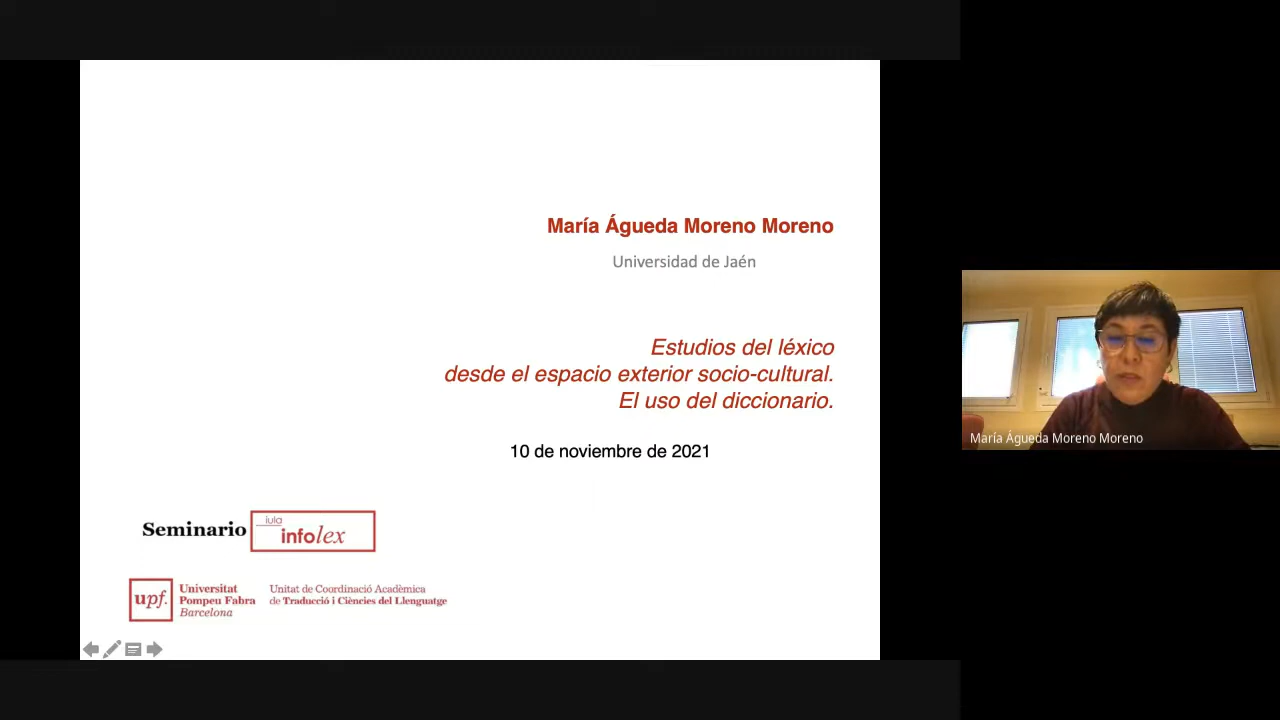 María Águeda Moreno Moreno
Universidad de Jaén
Estudios del léxico
desde el espacio exterior socio-cultural.
El uso del diccionario.
10 de noviembre de 2021
Seminario
iula
infolex
upf.
Universitat
Pompeu Fabra
Barcelona
Unitat de Coordinació Acadèmica
de Traducció i Ciències del Llenguatge
María Águeda Moreno Moreno